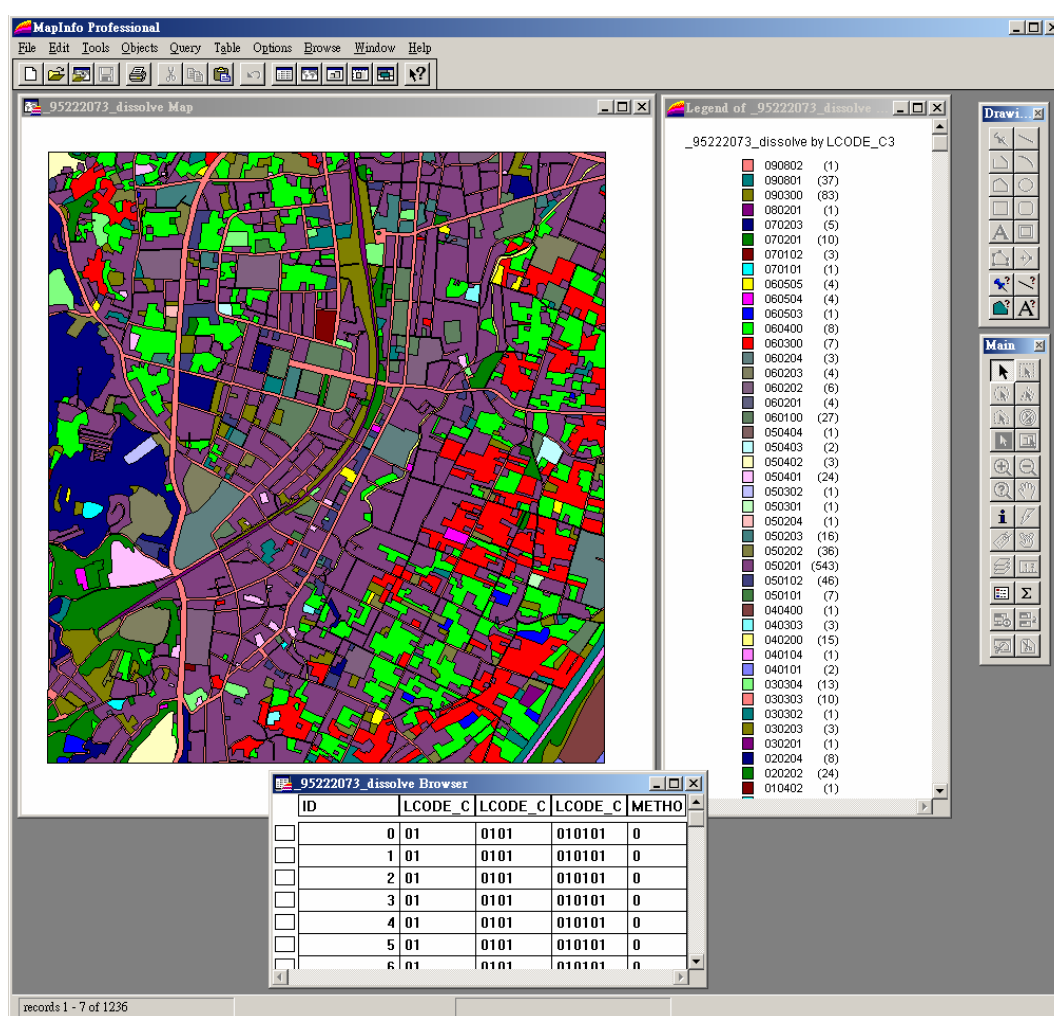 MapInfo Professional
File Edit Tools Objects Query Table Options Browse Window Help
_95222073_dissolve Map
Legend of _95222073_dissolve ...
_95222073_dissolve by LCODE_C3
090802 (1)
090801 (37)
090300 (83)
080201 (1)
070203 (5)
070201 (10)
070102 (3)
070101 (1)
060505 (4)
060504 (4)
060503 (1)
060400 (8)
060300 (7)
060204 (3)
060203 (4)
060202 (6)
060201 (4)
060100 (27)
050404 (1)
050403 (2)
050402 (3)
050401 (24)
050302 (1)
050301 (1)
050204 (1)
050203 (16)
050202 (36)
050201 (543)
050102 (46)
050101 (7)
040400 (1)
040303 (3)
040200 (15)
040104 (1)
040101 (2)
030304 (13)
030303 (10)
030302 (1)
030203 (3)
030201 (1)
020204 (8)
020202 (24)
010402 (1)
Drawi...
Main
_95222073_dissolve Browser
ID LCODE_C LCODE_C LCODE_C METHO
0 01 0101 010101 0
1 01 0101 010101 0
2 01 0101 010101 0
3 01 0101 010101 0
4 01 0101 010101 0
5 01 0101 010101 0
6 01 0101 010101 0
records 1 - 7 of 1236